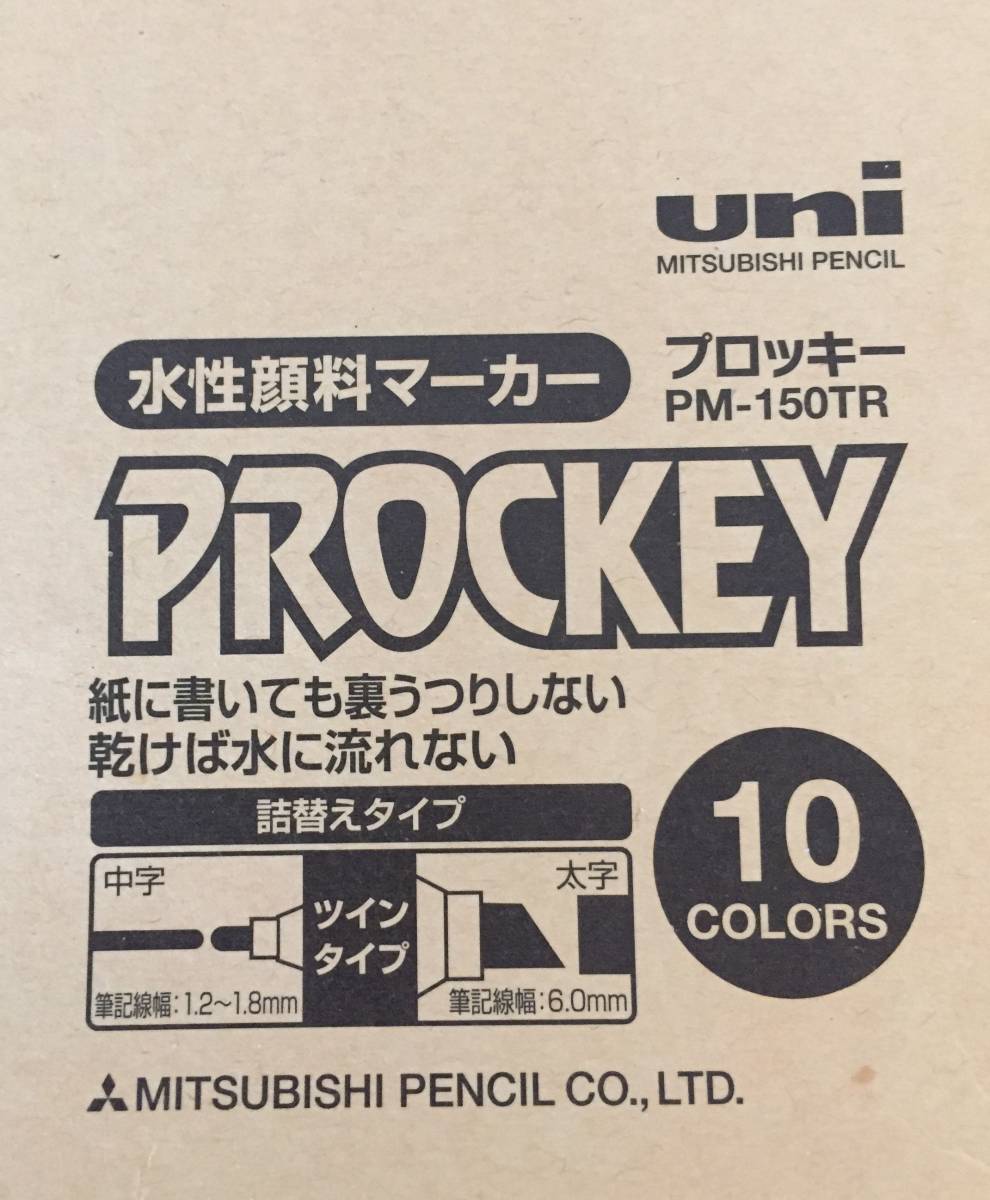 uni
MITSUBISHI PENCIL
水性顔料マーカー
プロッキー
PM-150TR
PROCKEY
紙に書いても裏うつりしない
乾けば水に流れない
詰替えタイプ
中字
ツイン
タイプ
太字
筆記線幅:1.2〜1.8mm
筆記線幅:6.0mm
10
COLORS
MITSUBISHI PENCIL CO., LTD.